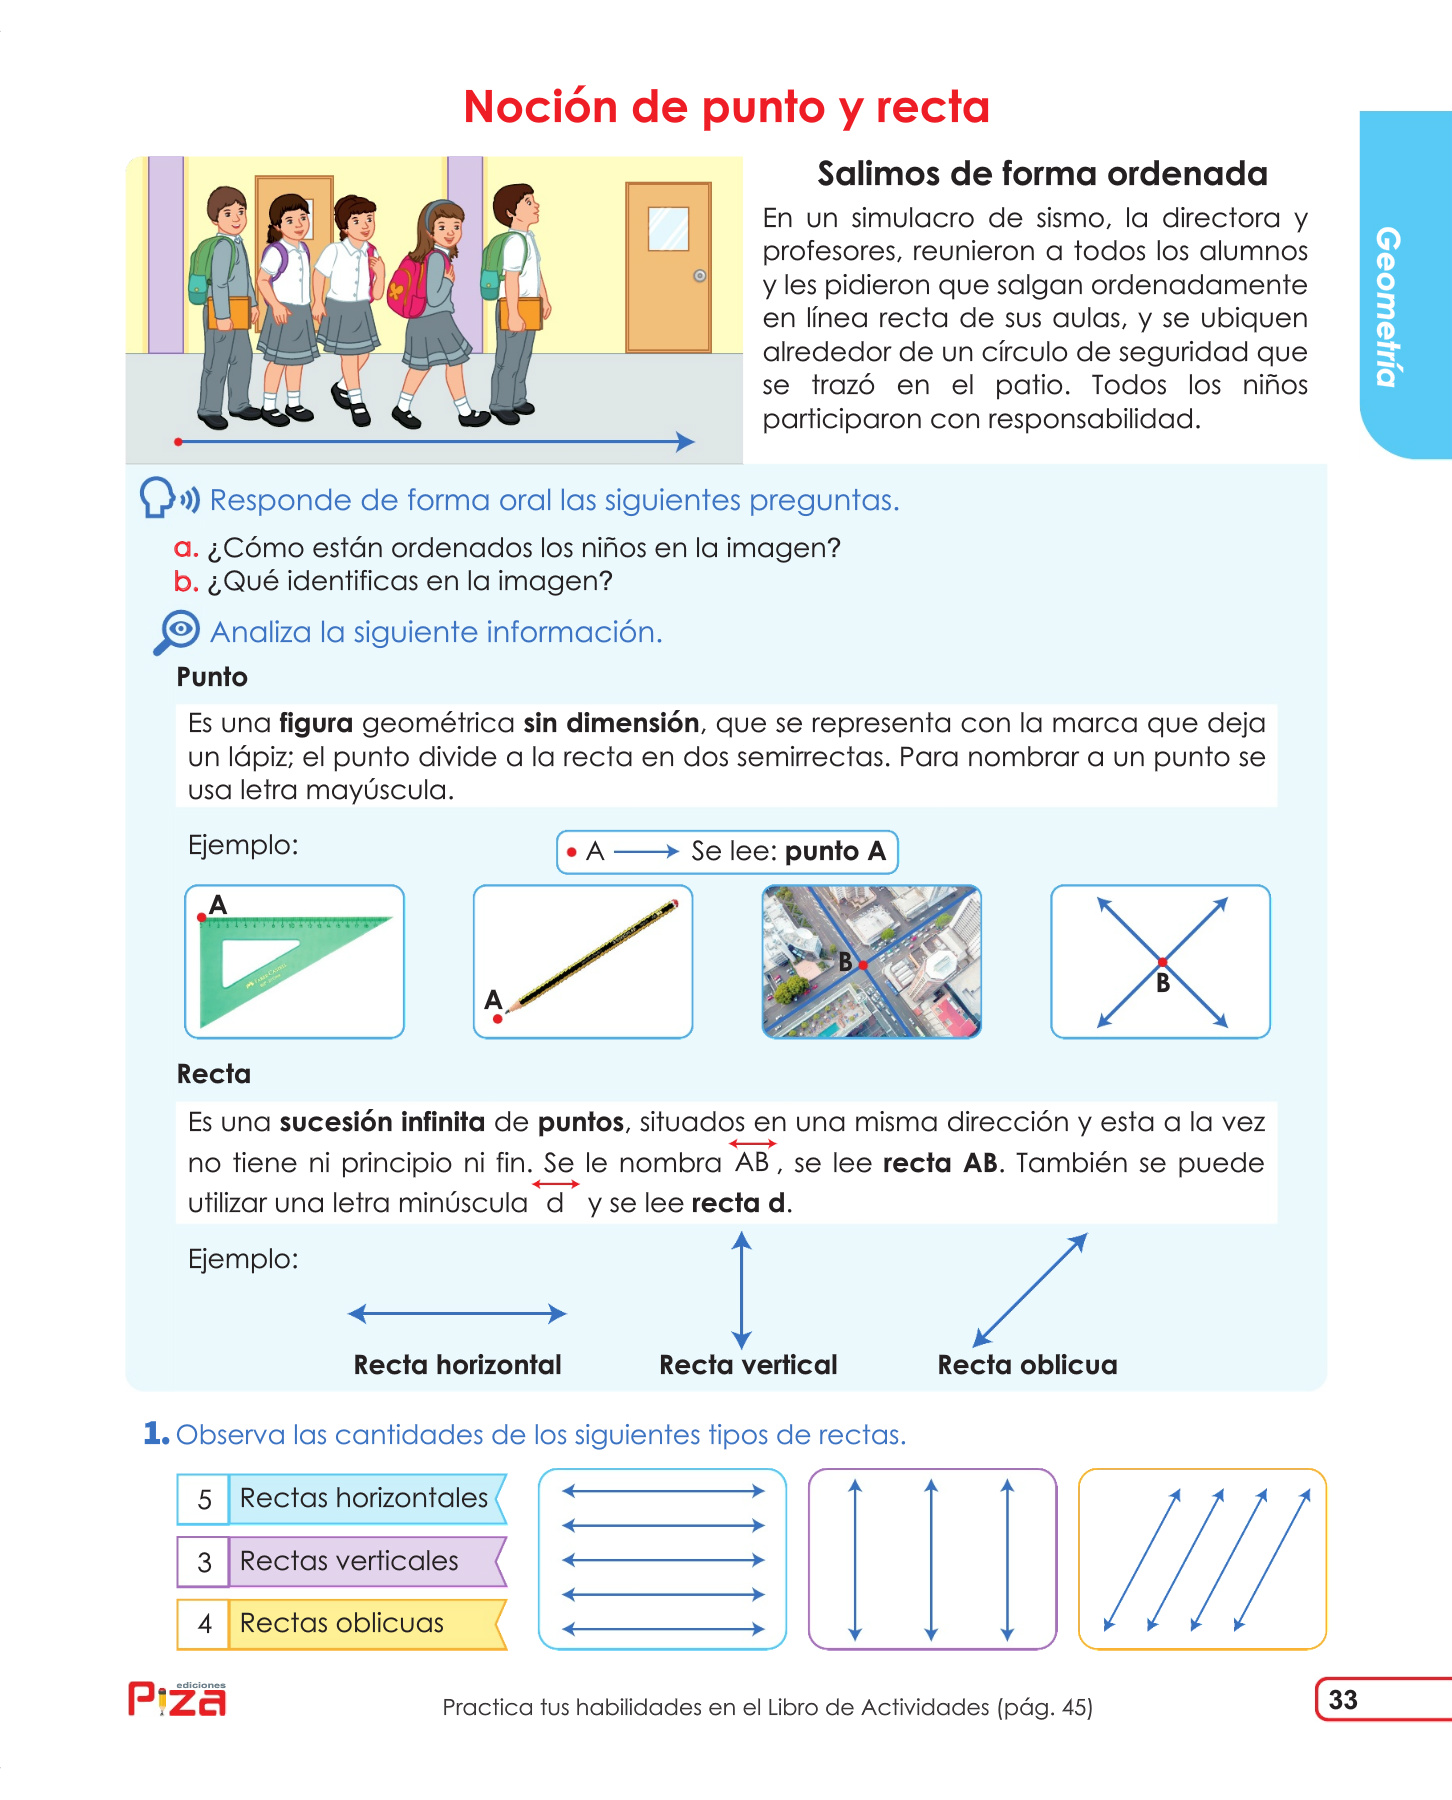 Noción de punto y recta
Geometría
Salimos de forma ordenada
En un simulacro de sismo, la directora y
profesores, reunieron a todos los alumnos
y les pidieron que salgan ordenadamente
en línea recta de sus aulas, y se ubiquen
alrededor de un círculo de seguridad que
se trazó en el patio. Todos los niños
participaron con responsabilidad.
Responde de forma oral las siguientes preguntas.
a. ¿Cómo están ordenados los niños en la imagen?
b. ¿Qué identificas en la imagen?
Analiza la siguiente información.
Punto
Es una figura geométrica sin dimensión, que se representa con la marca que deja
un lápiz; el punto divide a la recta en dos semirrectas. Para nombrar a un punto se
usa letra mayúscula.
Ejemplo:
A Se lee: punto A
A
A
B
B
Recta
Es una sucesión infinita de puntos, situados en una misma dirección y esta a la vez
no tiene ni principio ni fin. Se le nombra AB, se lee recta AB. También se puede
utilizar una letra minúscula d y se lee recta d.
Ejemplo:
Recta horizontal
Recta vertical
Recta oblicua
1. Observa las cantidades de los siguientes tipos de rectas.
5 Rectas horizontales
3 Rectas verticales
4 Rectas oblicuas
ediciones
Piza
Practica tus habilidades en el Libro de Actividades (pág. 45)
33